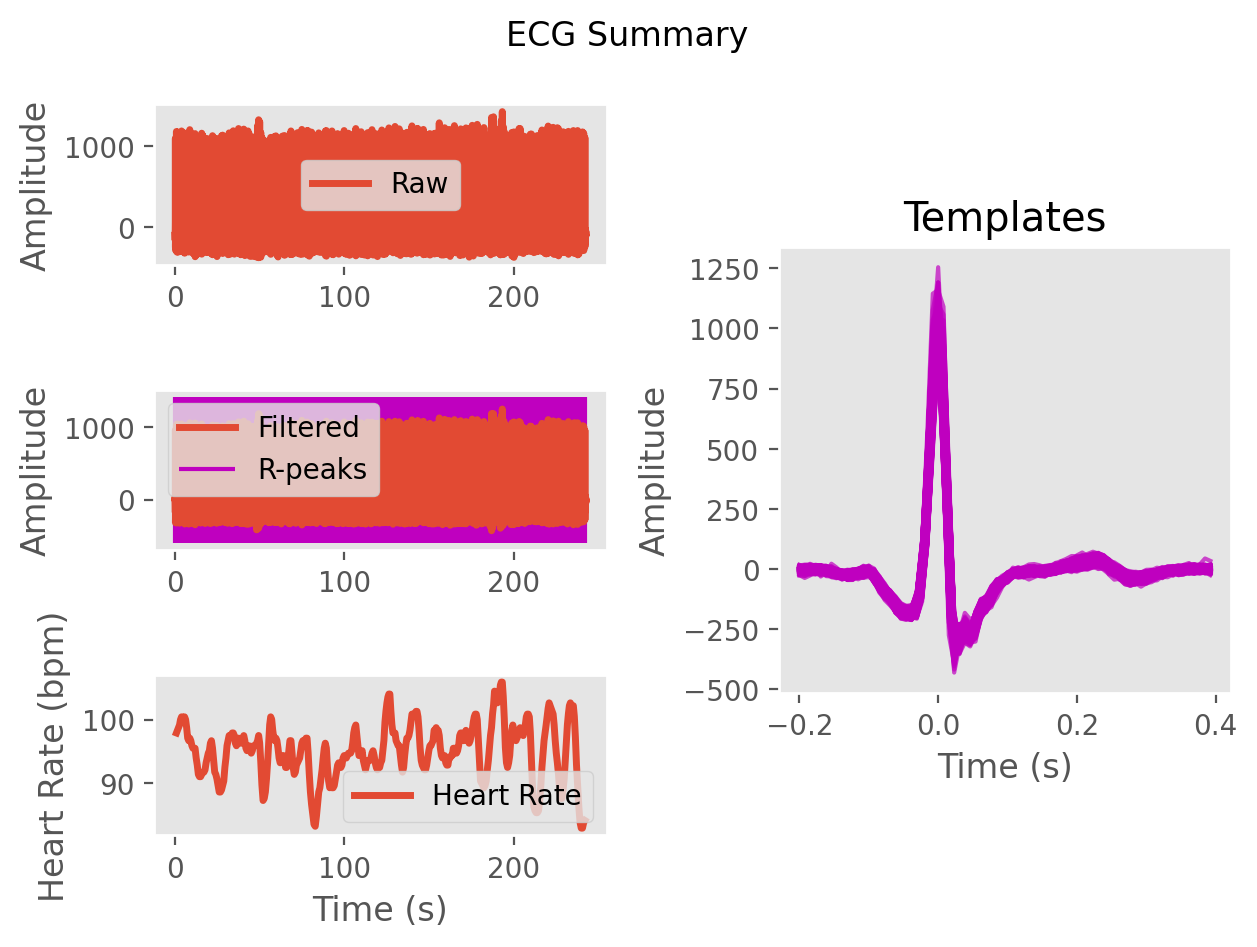 ECG Summary
Amplitude
1000
0
Raw
0 100 200
Amplitude
1000
0
Filtered
R-peaks
0 100 200
Heart Rate (bpm)
100
90
Heart Rate
0 100 200
Time (s)
Templates
Amplitude
1250
1000
750
500
250
0
−250
−500
−0.2 0.0 0.2 0.4
Time (s)